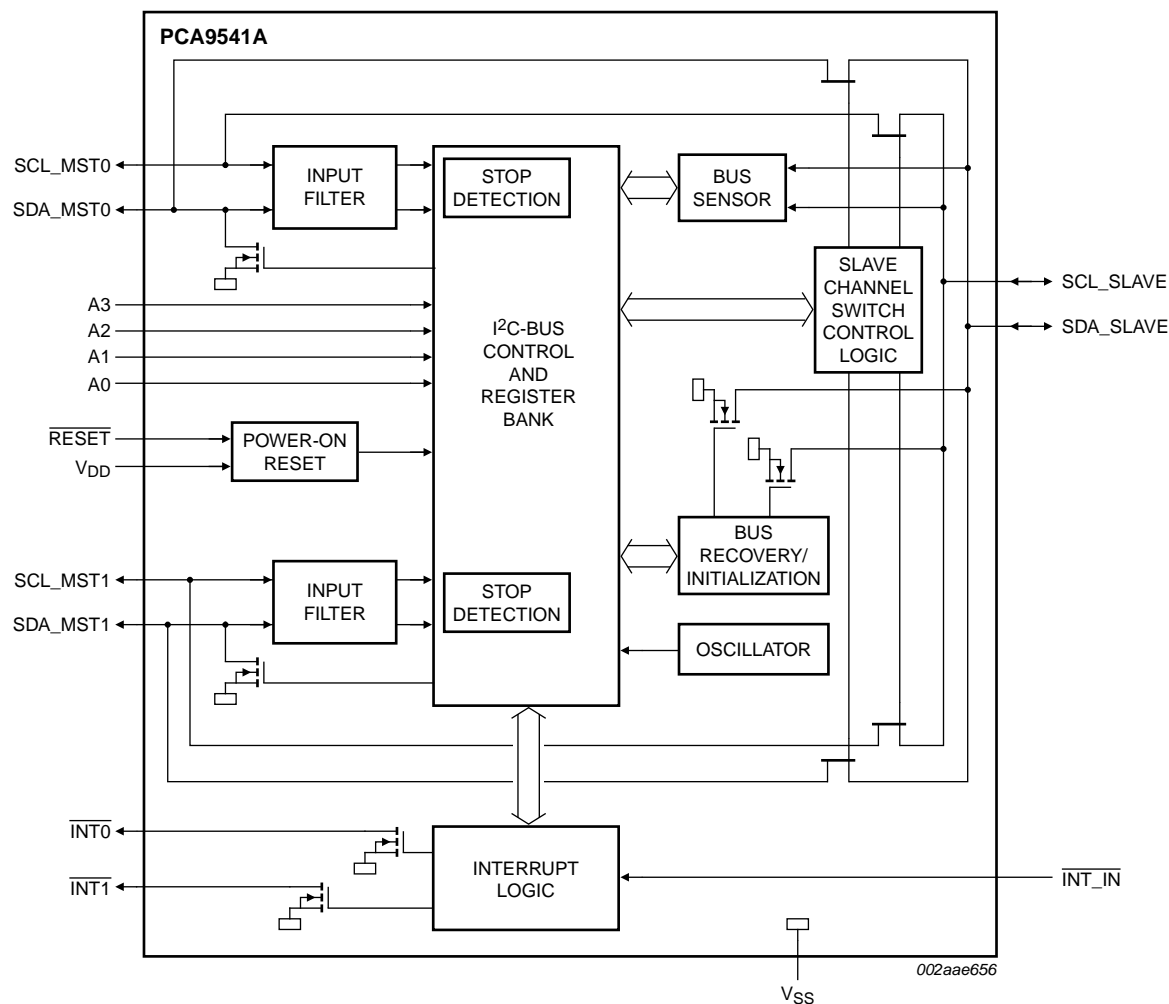 PCA9541A
SCL_MST0
SDA_MST0
INPUT
FILTER
STOP
DETECTION
BUS
SENSOR
SLAVE
CHANNEL
SWITCH
CONTROL
LOGIC
SCL_SLAVE
SDA_SLAVE
A3
A2
A1
A0
I2C-BUS
CONTROL
AND
REGISTER
BANK
RESET
VDD
POWER-ON
RESET
BUS
RECOVERY/
INITIALIZATION
SCL_MST1
SDA_MST1
INPUT
FILTER
STOP
DETECTION
OSCILLATOR
INT0
INT1
INTERRUPT
LOGIC
INT_IN
VSS
002aae656